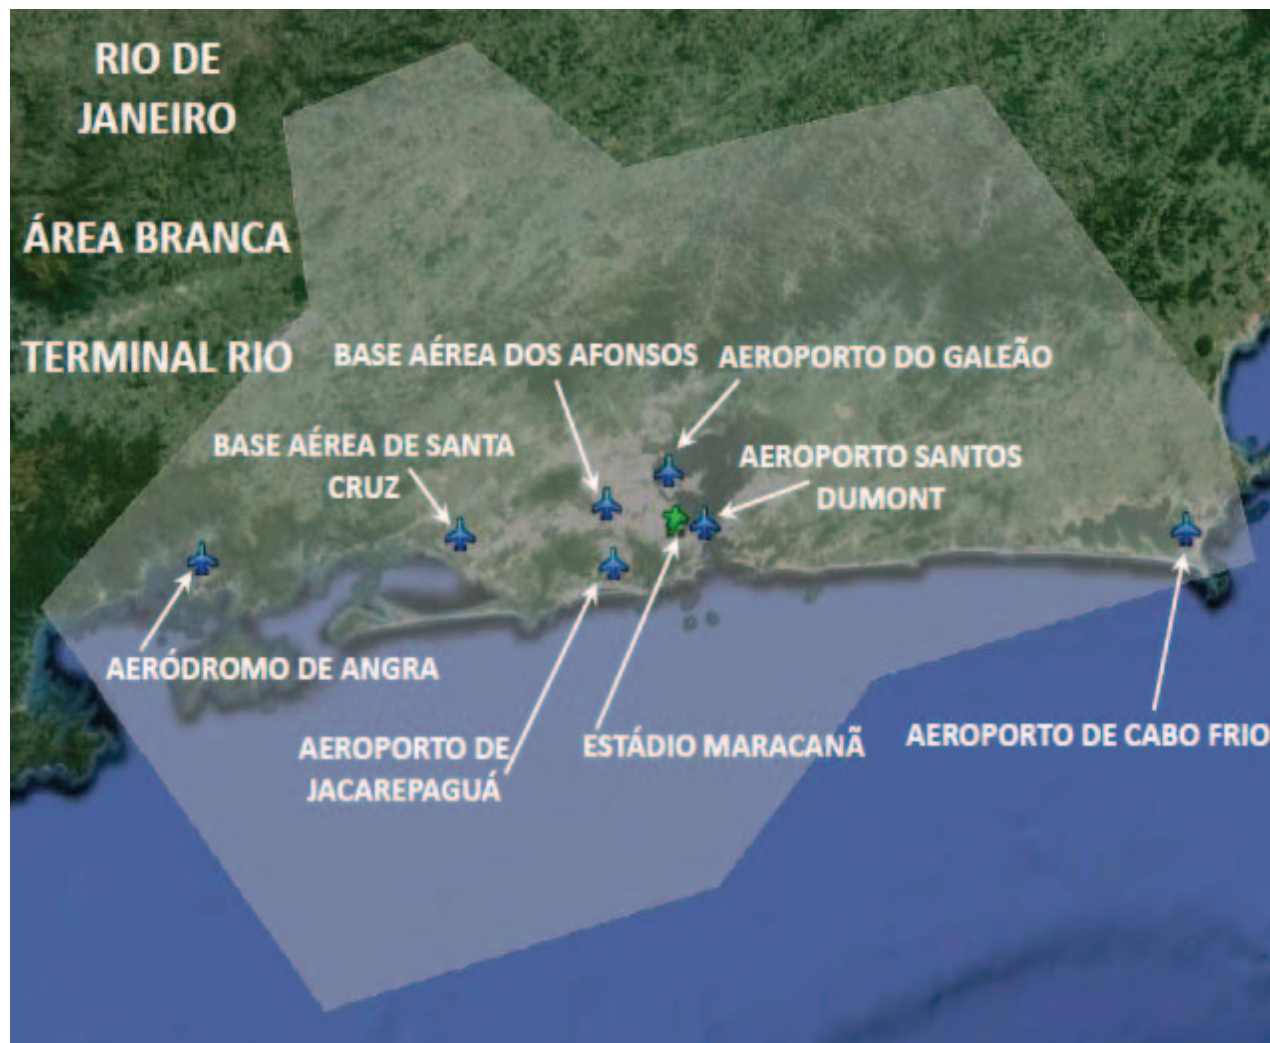 RIO DE
JANEIRO
ÁREA BRANCA
TERMINAL RIO
BASE AÉREA DOS AFONSOS
AEROPORTO DO GALEÃO
BASE AÉREA DE SANTA
CRUZ
AEROPORTO SANTOS
DUMONT
AERÓDROMO DE ANGRA
AEROPORTO DE
JACAREPAGUÁ
ESTÁDIO MARACANÃ
AEROPORTO DE CABO FRIO